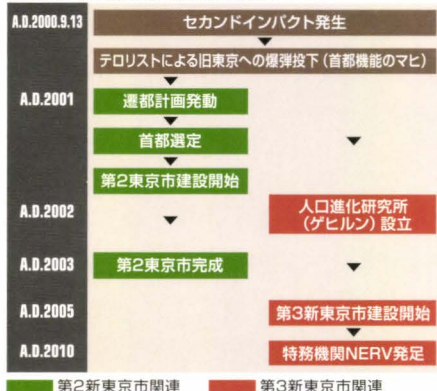 A.D.2000.9.13
セカンドインパクト発生
テロリストによる旧東京への爆弾投下(首都機能のマヒ)
A.D.2001
遷都計画発動
首都選定
第2東京市建設開始
A.D.2002
人口進化研究所
(ゲヒルン)設立
A.D.2003
第2東京市完成
A.D.2005
第3新東京市建設開始
A.D.2010
特務機関NERV発足
第2新東京市関連
第3新東京市関連